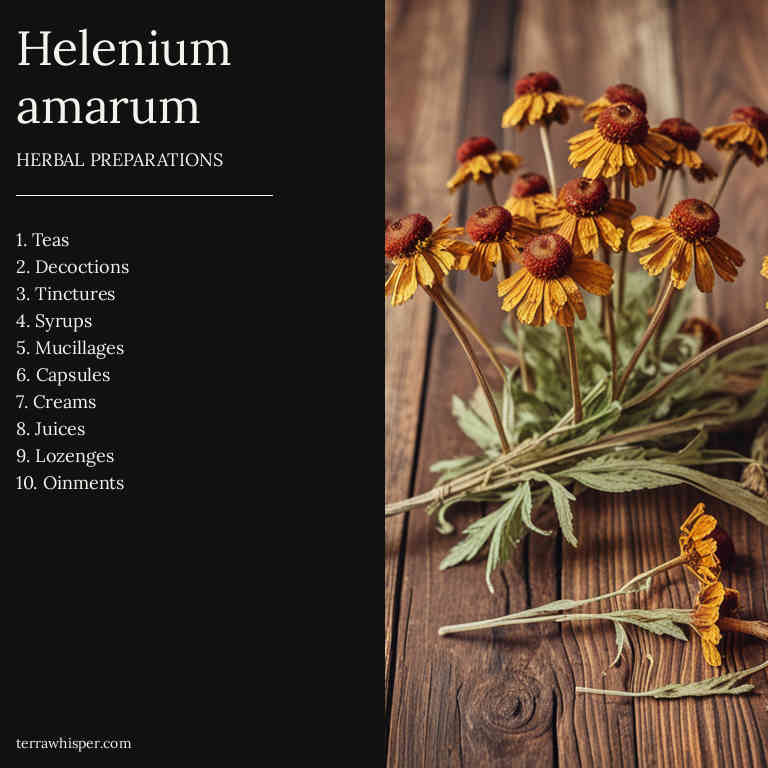 Helenium
amarum
HERBAL PREPARATIONS
1. Teas
2. Decoctions
3. Tinctures
4. Syrups
5. Mucillages
6. Capsules
7. Creams
8. Juices
9. Lozenges
10. Oinments
terrawhisper.com